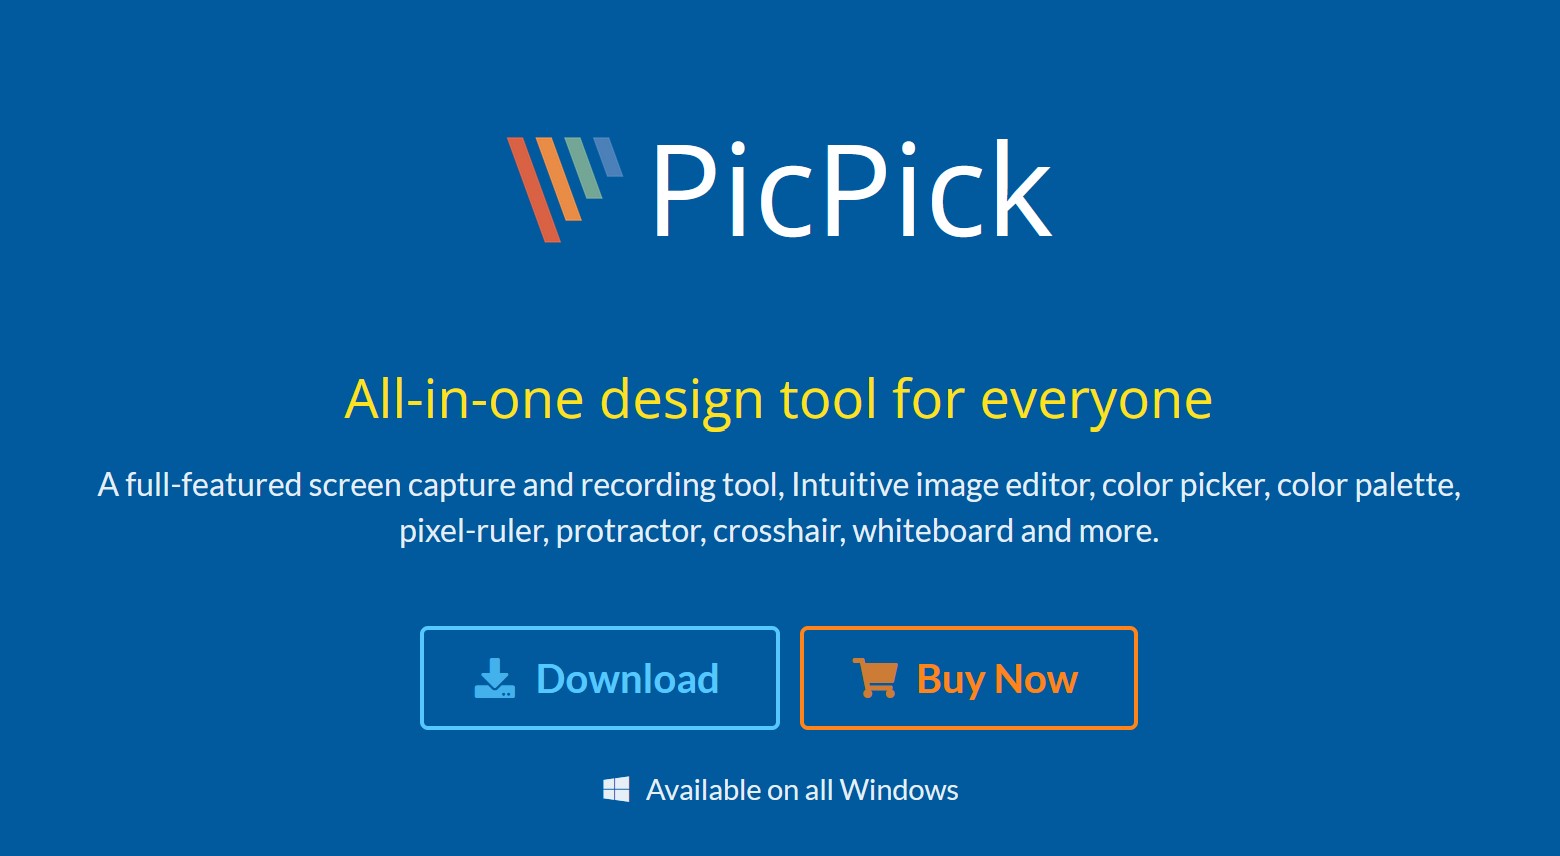 PicPick
All-in-one design tool for everyone
A full-featured screen capture and recording tool, Intuitive image editor, color picker, color palette,
pixel-ruler, protractor, crosshair, whiteboard and more.
Download
Buy Now
Available on all Windows